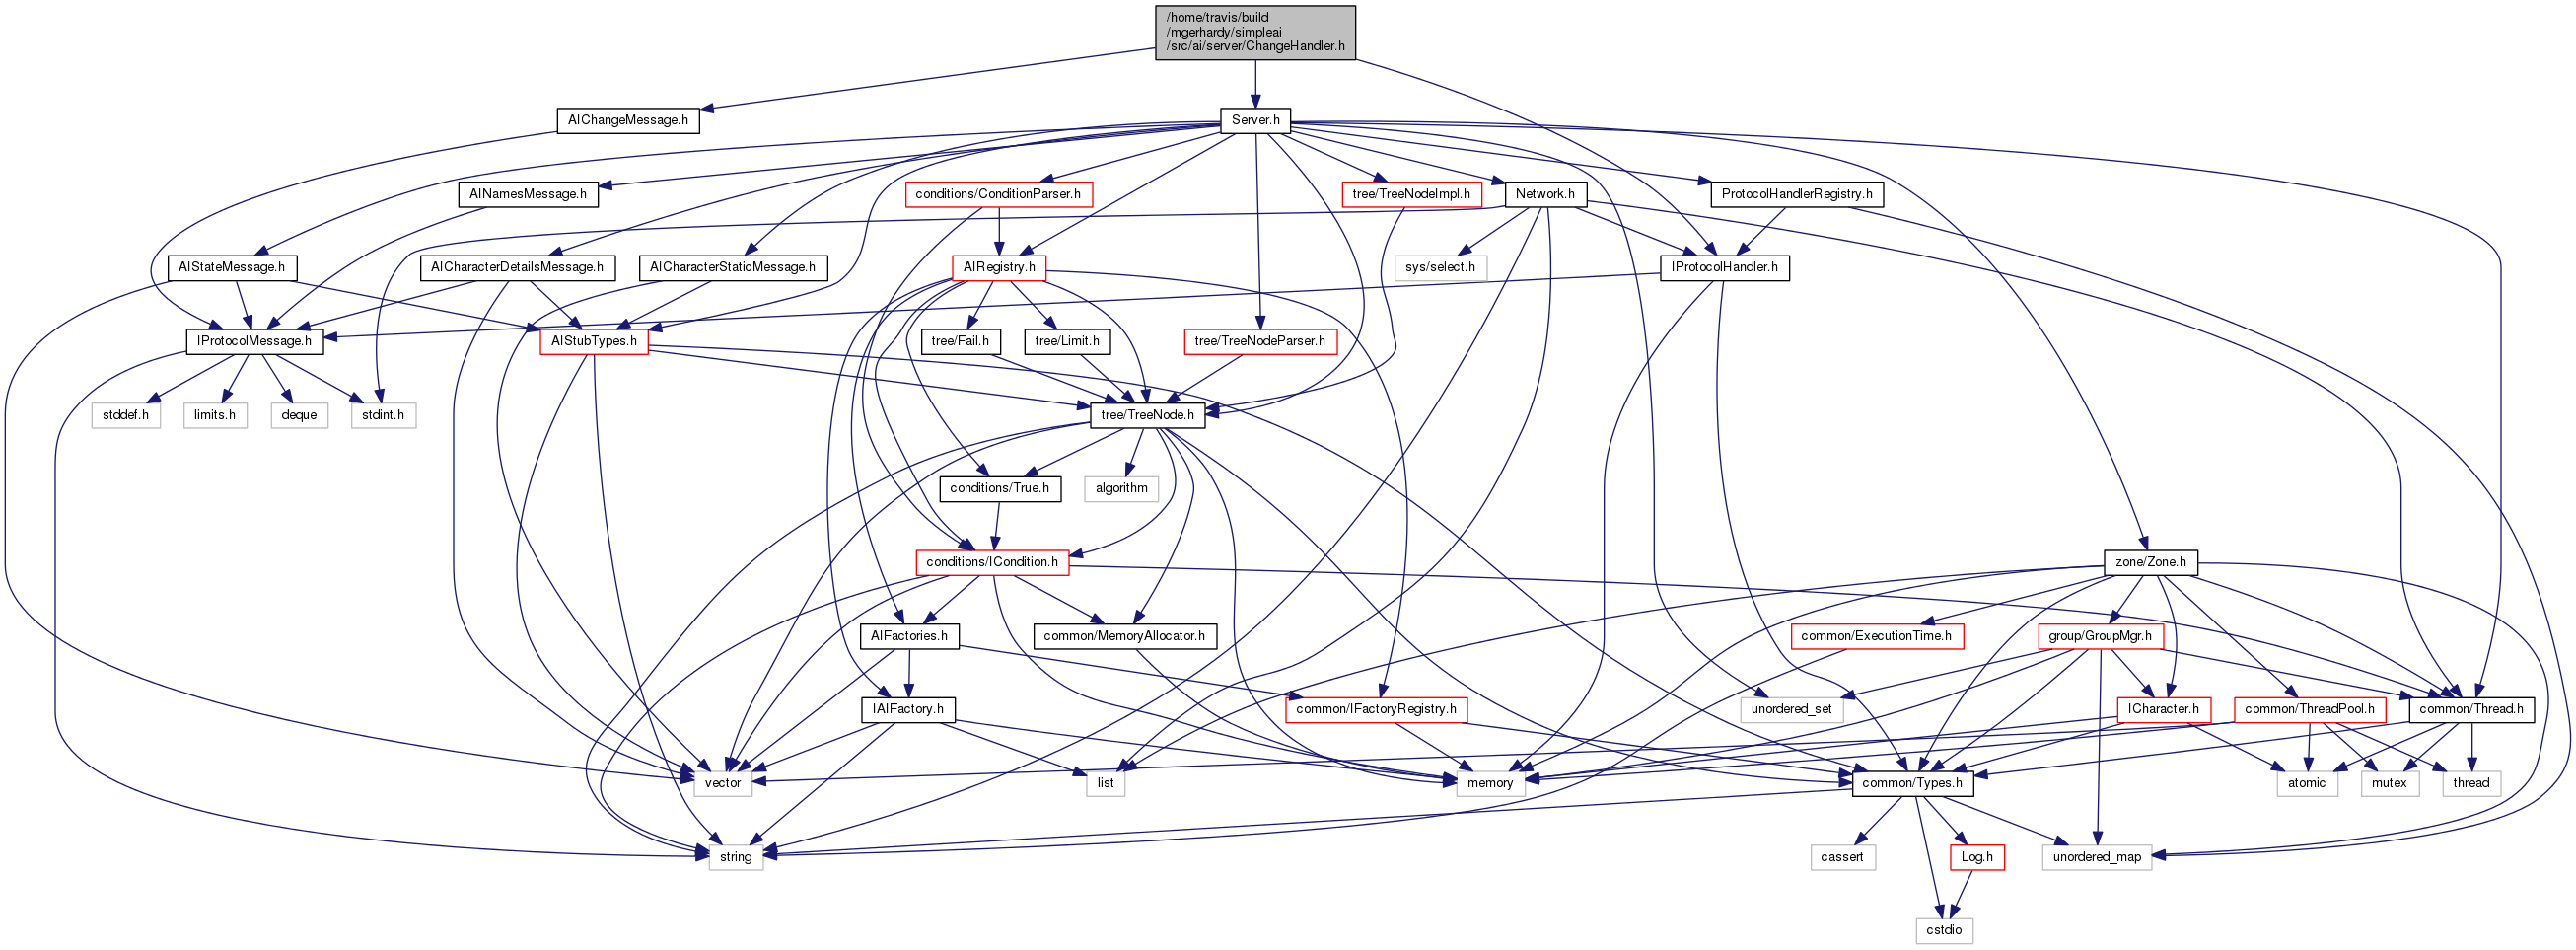 /home/travis/build
/mgerhardy/simpleai
/src/ai/server/ChangeHandler.h
AIChangeMessage.h
Server.h
AINamesMessage.h
conditions/ConditionParser.h
tree/TreeNodeImpl.h
Network.h
ProtocolHandlerRegistry.h
AIStateMessage.h
AICharacterDetailsMessage.h
AICharacterStaticMessage.h
AIRegistry.h
sys/select.h
IProtocolHandler.h
IProtocolMessage.h
AIStubTypes.h
tree/Fail.h
tree/Limit.h
tree/TreeNodeParser.h
stddef.h
limits.h
deque
stdint.h
tree/TreeNode.h
conditions/True.h
algorithm
conditions/ICondition.h
zone/Zone.h
AIFactories.h
common/MemoryAllocator.h
common/ExecutionTime.h
group/GroupMgr.h
IAIFactory.h
common/IFactoryRegistry.h
unordered_set
ICharacter.h
common/ThreadPool.h
common/Thread.h
vector
list
memory
common/Types.h
atomic
mutex
thread
string
cassert
Log.h
unordered_map
cstdio